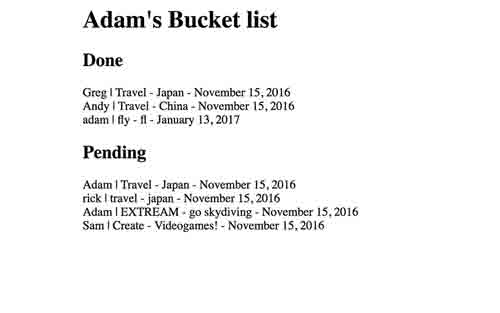 Adam's Bucket list
Done
Greg | Travel - Japan - November 15, 2016
Andy | Travel - China - November 15, 2016
adam | fly - fl - January 13, 2017
Pending
Adam | Travel - Japan - November 15, 2016
rick | travel - japan - November 15, 2016
Adam | EXTREAM - go skydiving - November 15, 2016
Sam | Create - Videogames! - November 15, 2016